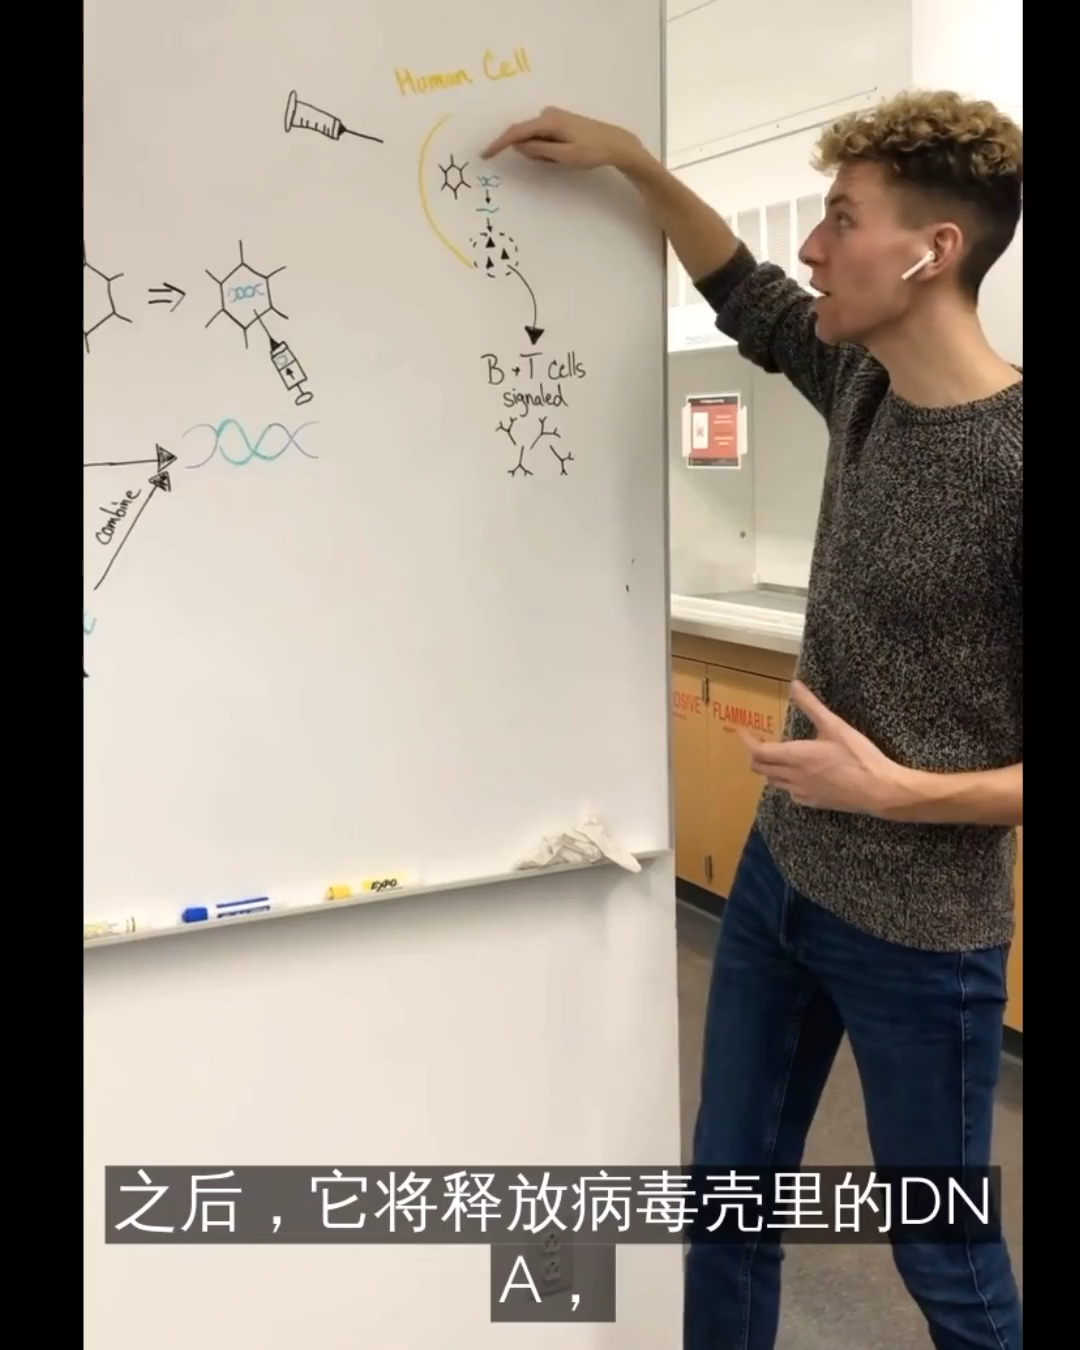 Human Cell
B + T cells
signaled
combine
EXPO
OSIVE
FLAMMABLE
之后，它将释放病毒壳里的DN
A，